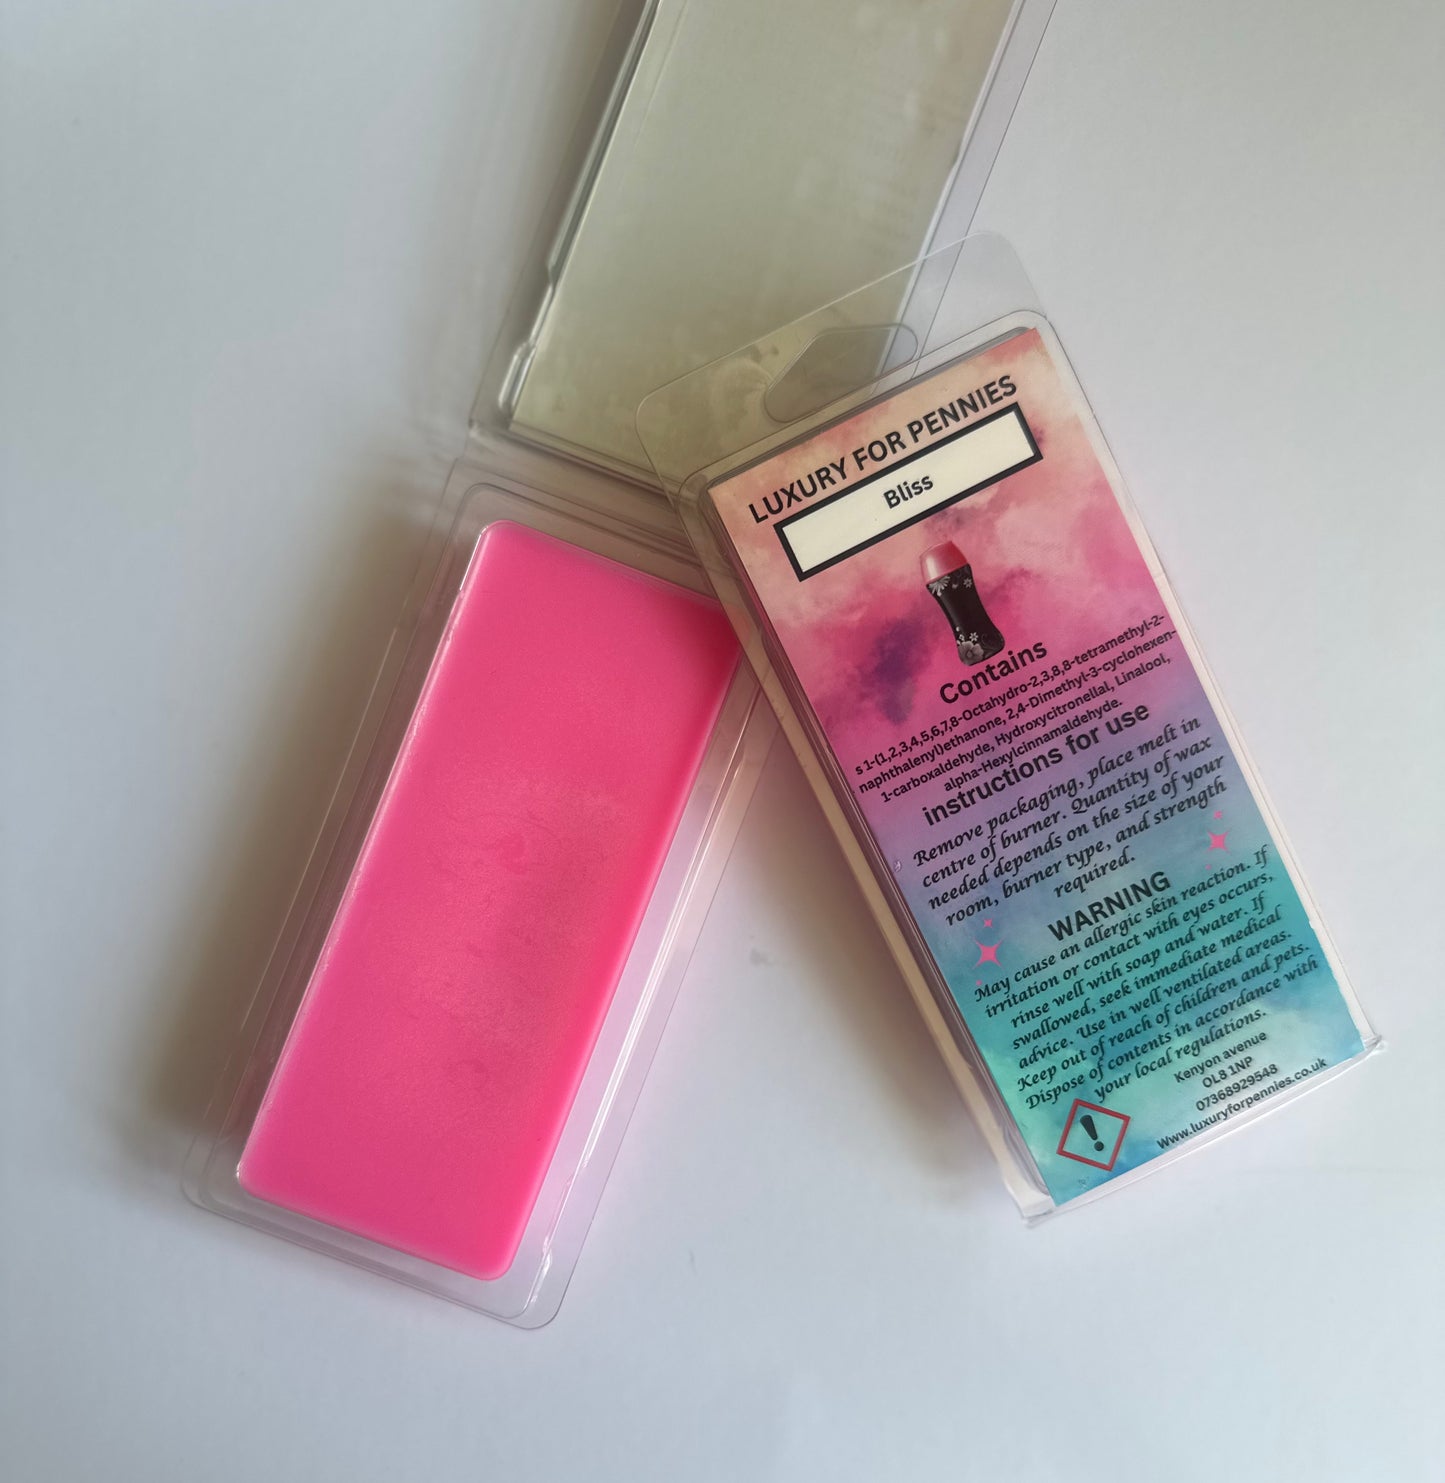 LUXURY FOR PENNIES
Bliss
Contains
s 1-(1,2,3,4,5,6,7,8-Octahydro-2,3,8,8-tetramethyl-2-
naphthalenyl)ethanone, 2,4-Dimethyl-3-cyclohexen-
1-carboxaldehyde, Hydroxycitronellal, Linalool,
alpha-Hexylcinnamaldehyde.
instructions for use
Remove packaging, place melt in
centre of burner. Quantity of wax
needed depends on the size of your
room, burner type, and strength
required.
WARNING
May cause an allergic skin reaction. If
irritation or contact with eyes occurs,
rinse well with soap and water. If
swallowed, seek immediate medical
advice. Use in well ventilated areas.
Keep out of reach of children and pets.
Dispose of contents in accordance with
your local regulations.
Kenyon avenue
OL8 1NP
07368929548
Www.luxuryforpennies.co.uk